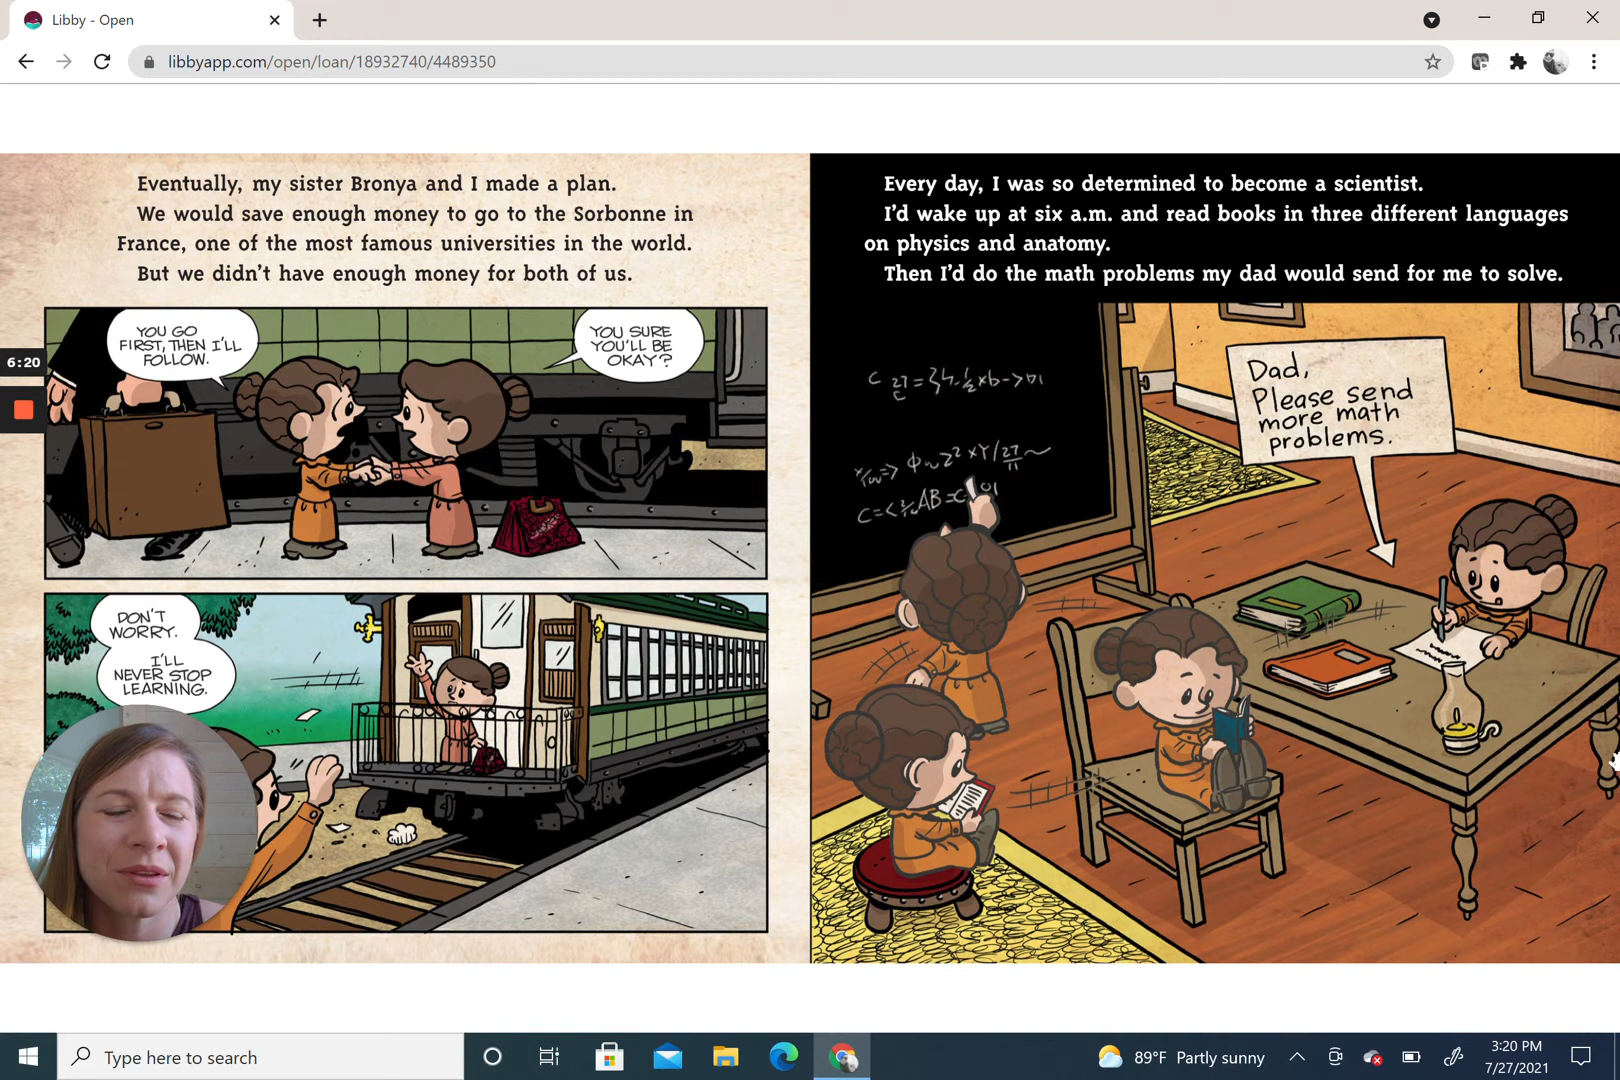 Libby - Open
libbyapp.com/open/loan/18932740/4489350
Eventually, my sister Bronya and I made a plan.
We would save enough money to go to the Sorbonne in
France, one of the most famous universities in the world.
But we didn't have enough money for both of us.
YOU GO
FIRST, THEN I'LL
FOLLOW.
YOU SURE
YOU'LL BE
OKAY?
6:20
DON'T
WORRY.
I'LL
NEVER STOP
LEARNING.
Every day, I was so determined to become a scientist.
I'd wake up at six a.m. and read books in three different languages
on physics and anatomy.
Then I'd do the math problems my dad would send for me to solve.
Dad,
Please send
more math
problems.
Type here to search
89°F Partly sunny
3:20 PM
7/27/2021